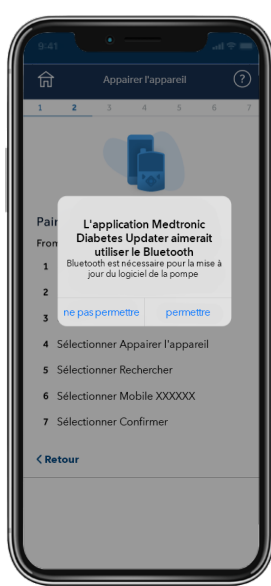 9:41
Appairer l'appareil
?
1 2 3 4 5 6 7
Pair
From
L'application Medtronic
Diabetes Updater aimerait
utiliser le Bluetooth
Bluetooth est nécessaire pour la mise à
jour du logiciel de la pompe
ne pas permettre permettre
1
2
3
4 Sélectionner Appairer l'appareil
5 Sélectionner Rechercher
6 Sélectionner Mobile XXXXXX
7 Sélectionner Confirmer
< Retour